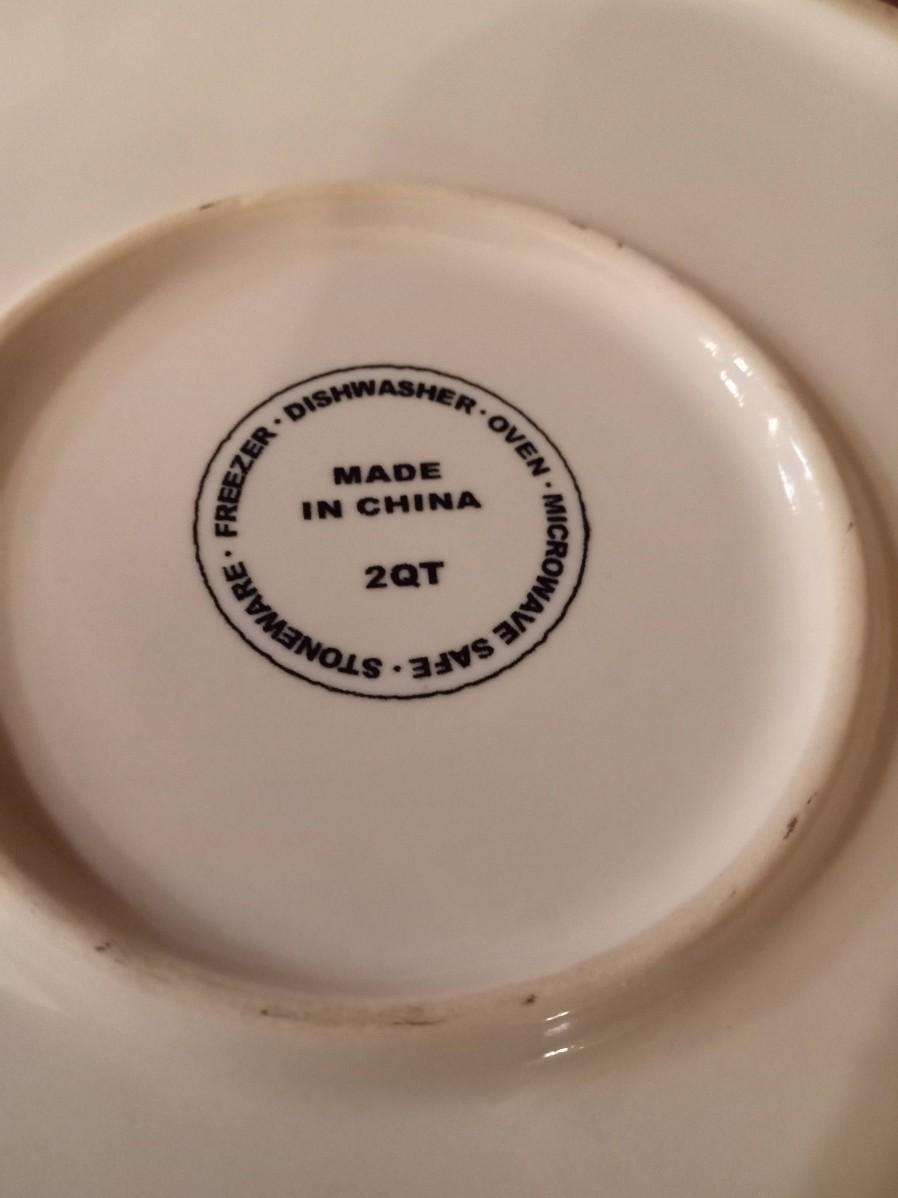 STONEWARE · FREEZER · DISHWASHER · OVEN · MICROWAVE SAFE ·
MADE
IN CHINA
2QT